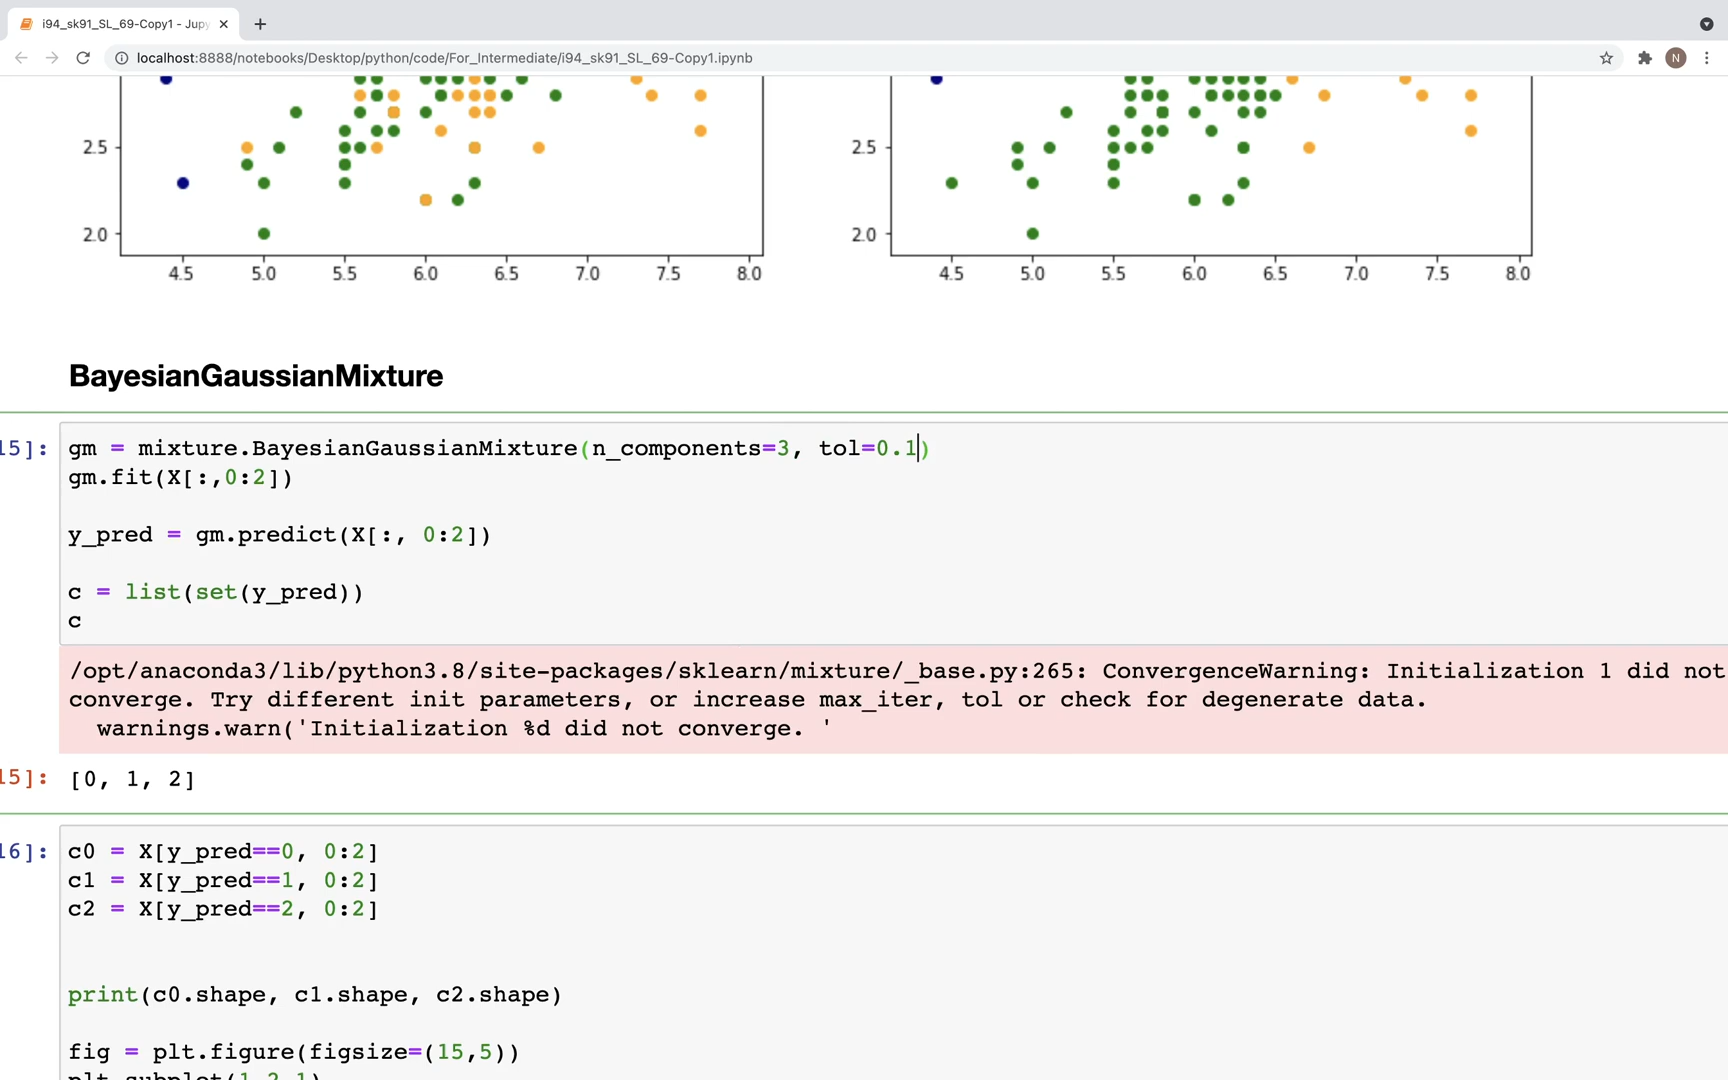 i94_sk91_SL_69-Copy1 - Jupy
localhost:8888/notebooks/Desktop/python/code/For_Intermediate/i94_sk91_SL_69-Copy1.ipynb
N
2.5
2.0
4.5 5.0 5.5 6.0 6.5 7.0 7.5 8.0
2.5
2.0
4.5 5.0 5.5 6.0 6.5 7.0 7.5 8.0
BayesianGaussianMixture
15]: gm = mixture.BayesianGaussianMixture(n_components=3, tol=0.1)
gm.fit(X[:,0:2])
y_pred = gm.predict(X[:, 0:2])
c = list(set(y_pred))
c
/opt/anaconda3/lib/python3.8/site-packages/sklearn/mixture/_base.py:265: ConvergenceWarning: Initialization 1 did not
converge. Try different init parameters, or increase max_iter, tol or check for degenerate data.
warnings.warn('Initialization %d did not converge. '
15]: [0, 1, 2]
16]: c0 = X[y_pred==0, 0:2]
c1 = X[y_pred==1, 0:2]
c2 = X[y_pred==2, 0:2]
print(c0.shape, c1.shape, c2.shape)
fig = plt.figure(figsize=(15,5))
plt.subplot(1,2,1)